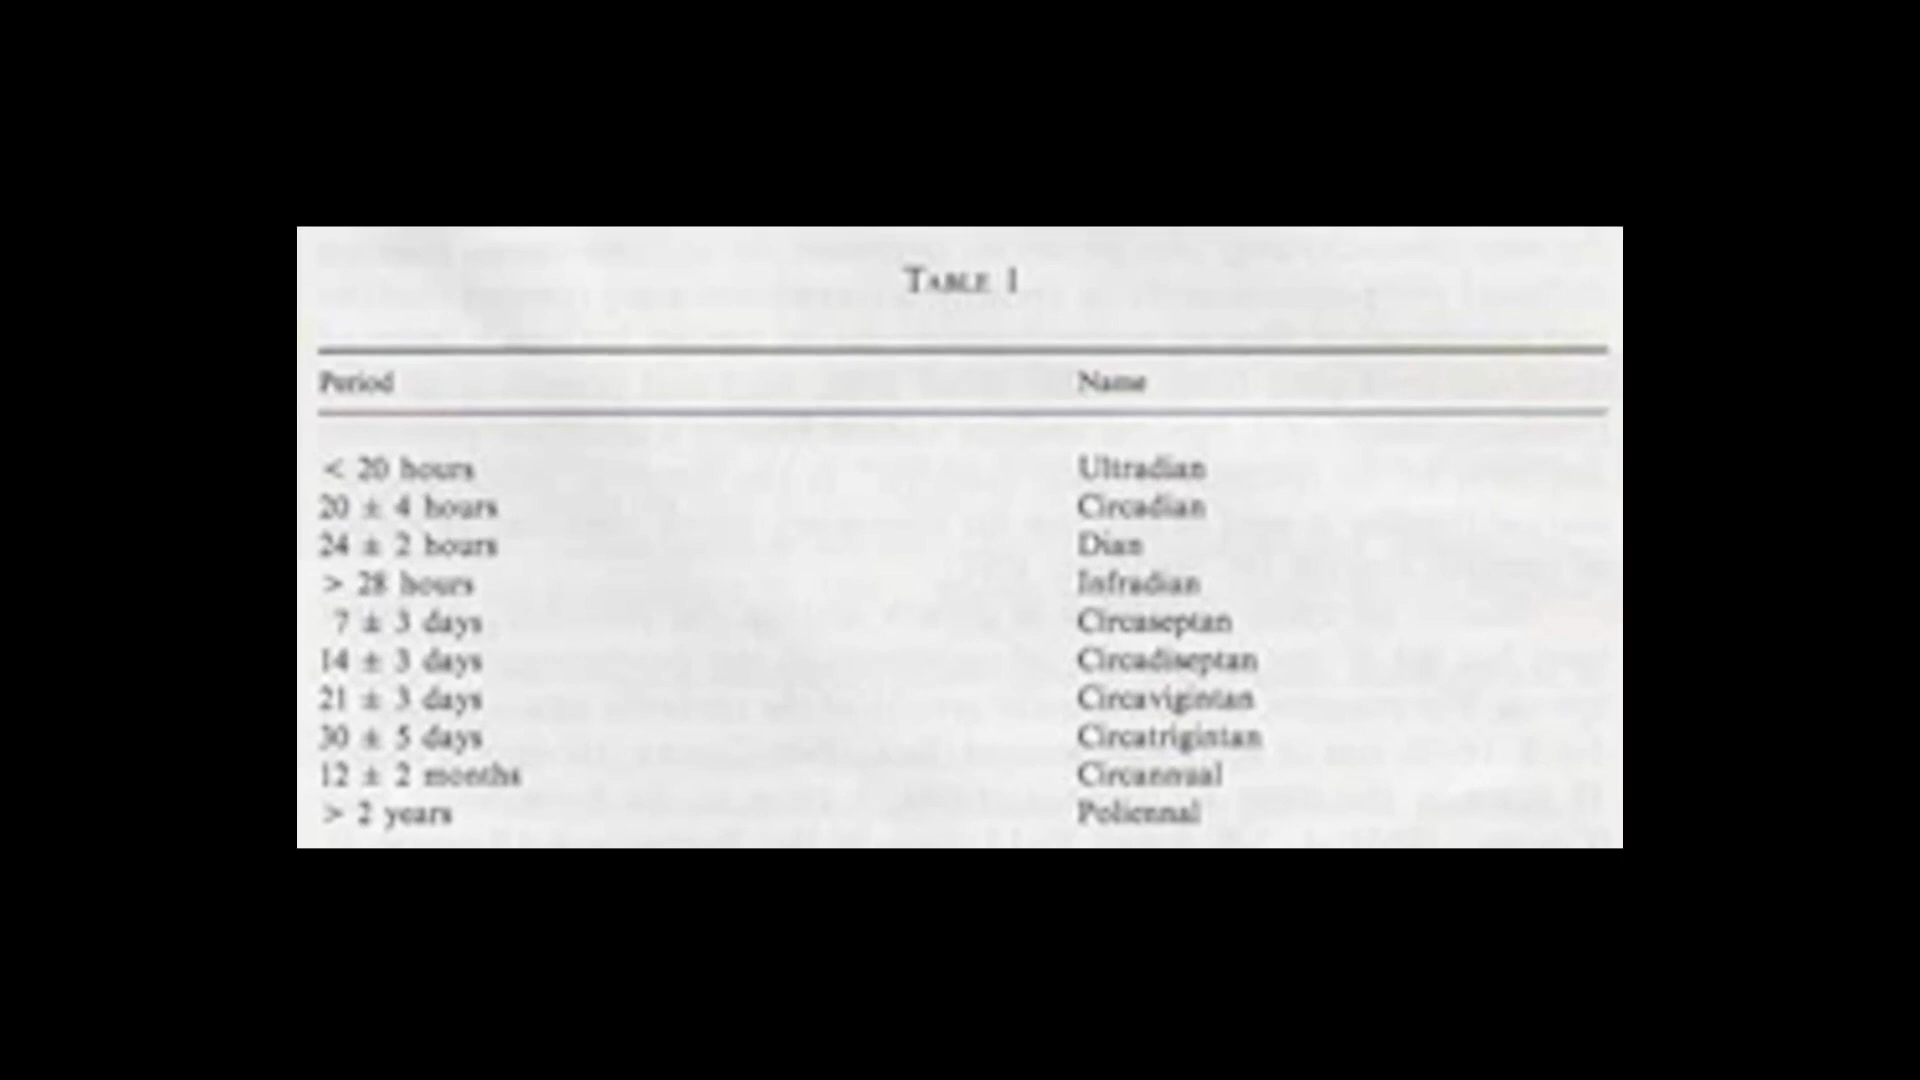 TABLE 1
Period Name
< 20 hours Ultradian
20 ± 4 hours Circadian
24 ± 2 hours Dian
> 28 hours Infradian
7 ± 3 days Circaseptan
14 ± 3 days Circadiseptan
21 ± 3 days Circavigintan
30 ± 5 days Circatrigintan
12 ± 2 months Circannual
> 2 years Poliennal